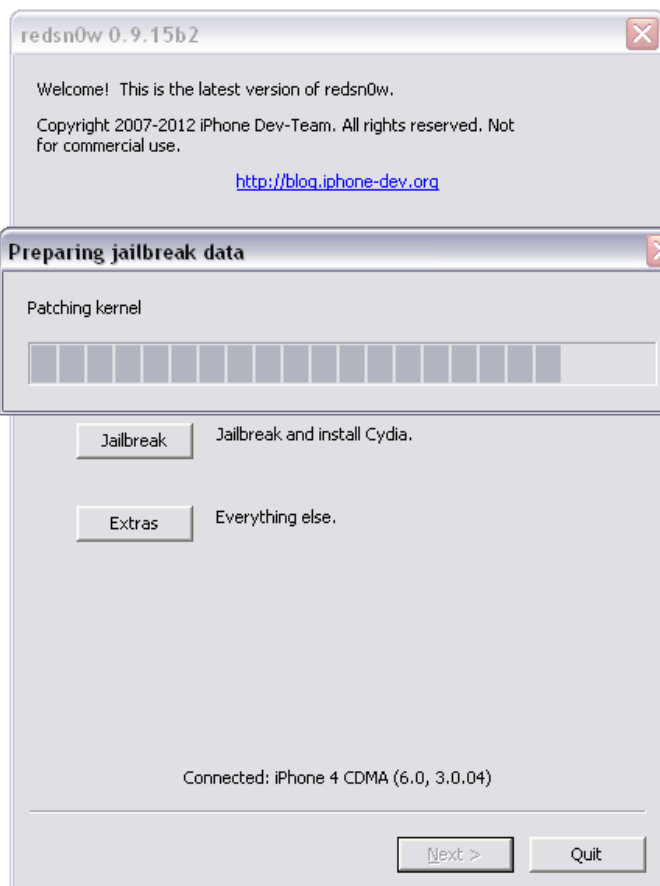 redsn0w 0.9.15b2
Welcome!  This is the latest version of redsn0w.
Copyright 2007-2012 iPhone Dev-Team. All rights reserved. Not
for commercial use.
http://blog.iphone-dev.org
Preparing jailbreak data
Patching kernel
Jailbreak
Jailbreak and install Cydia.
Extras
Everything else.
Connected: iPhone 4 CDMA (6.0, 3.0.04)
Next >
Quit